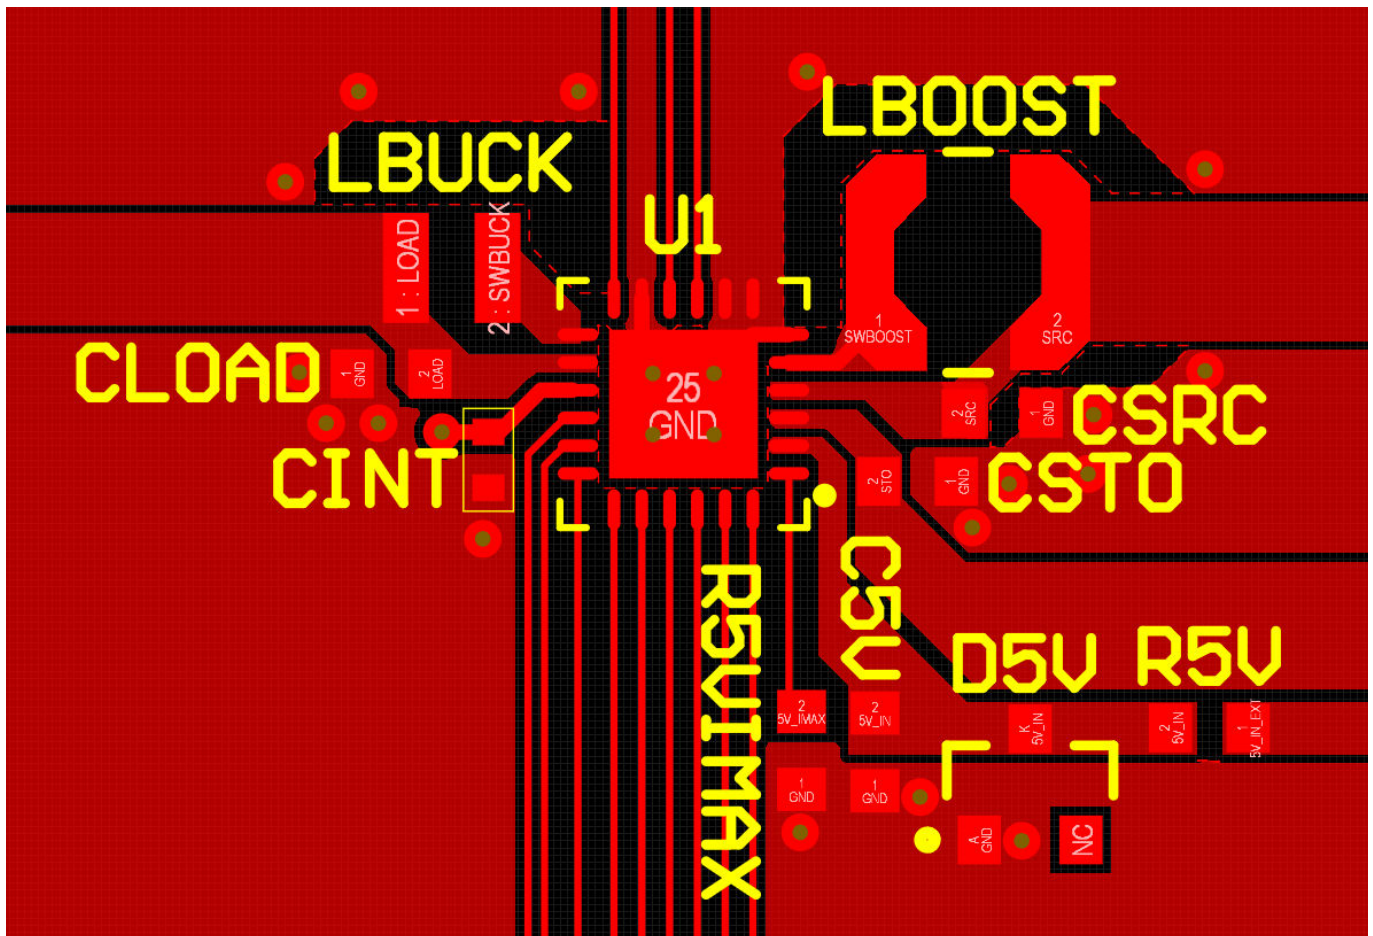 LBOOST
LBUCK
U1
1 : LOAD
2 : SWBUCK
1
SWBOOST
2
SRC
CLOAD
1
GND
2
LOAD
25
GND
2
SRC
1
GND
CSRC
CINT
2
STO
1
GND
CSTO
C5V
R5VIMAX
D5V
R5V
2
5V_IMAX
2
5V_IN
K
5V_IN
2
5V_IN
1
5V_IN_EXT
1
GND
1
GND
A
GND
NC